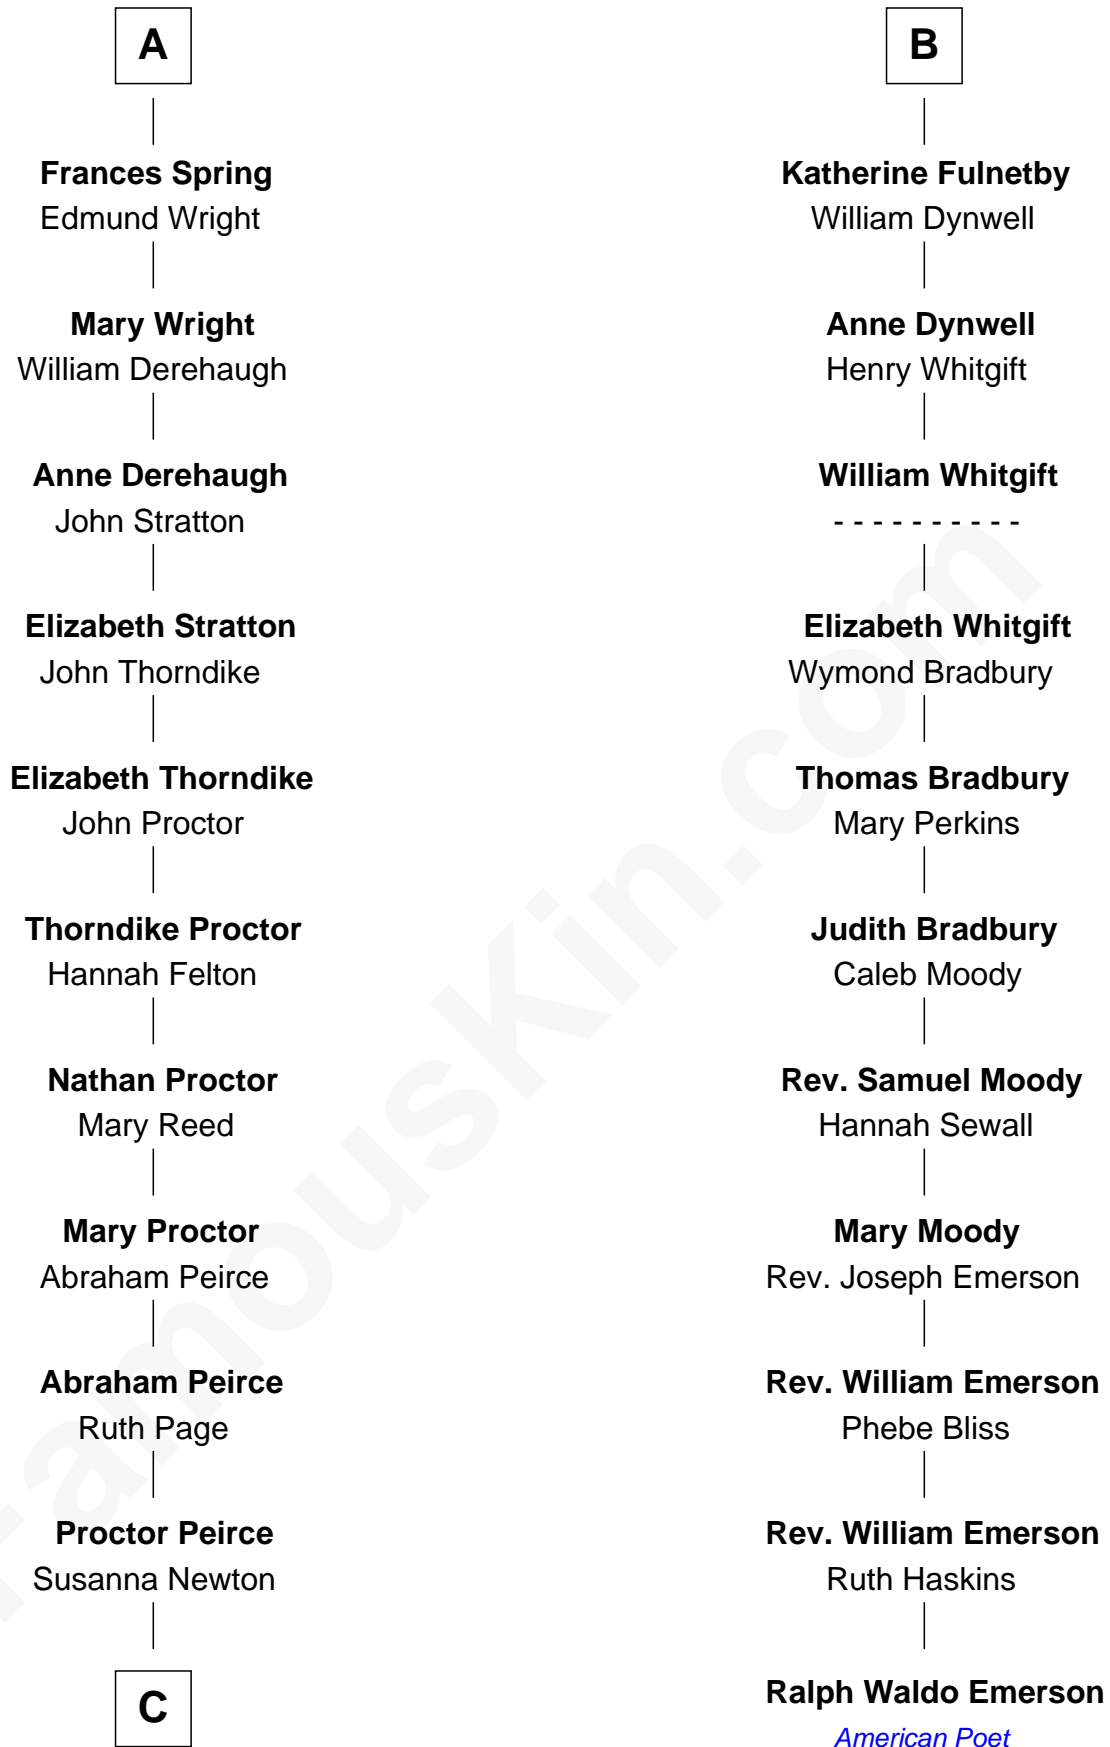 A
Frances Spring
Edmund Wright
Mary Wright
William Derehaugh
Anne Derehaugh
John Stratton
Elizabeth Stratton
John Thorndike
Elizabeth Thorndike
John Proctor
Thorndike Proctor
Hannah Felton
Nathan Proctor
Mary Reed
Mary Proctor
Abraham Peirce
Abraham Peirce
Ruth Page
Proctor Peirce
Susanna Newton
C
B
Katherine Fulnetby
William Dynwell
Anne Dynwell
Henry Whitgift
William Whitgift
- - - - - - - - - -
Elizabeth Whitgift
Wymond Bradbury
Thomas Bradbury
Mary Perkins
Judith Bradbury
Caleb Moody
Rev. Samuel Moody
Hannah Sewall
Mary Moody
Rev. Joseph Emerson
Rev. William Emerson
Phebe Bliss
Rev. William Emerson
Ruth Haskins
Ralph Waldo Emerson
American Poet
FamousKin.com